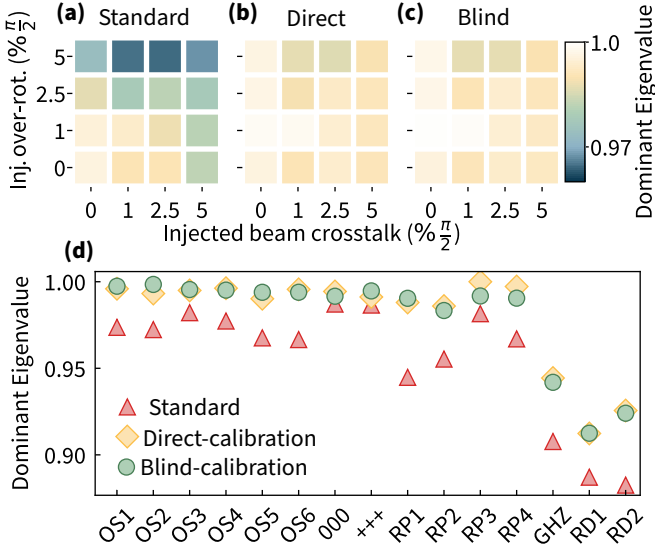 (a) Standard (b) Direct (c) Blind
Inj. over-rot. (% π/2)
5
2.5
1
0
0 1 2.5 5
0 1 2.5 5
0 1 2.5 5
Injected beam crosstalk (% π/2)
1.0
0.97
Dominant Eigenvalue
(d)
Dominant Eigenvalue
1.00
0.95
0.90
Standard
Direct-calibration
Blind-calibration
OS1 OS2 OS3 OS4 OS5 OS6 000 +++ RP1 RP2 RP3 RP4 GHZ RD1 RD2